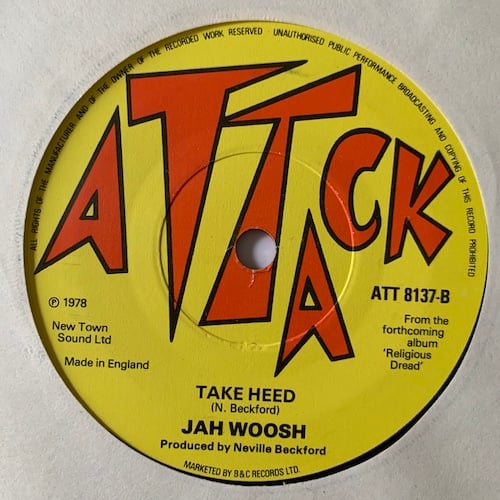 ALL RIGHTS OF THE MANUFACTURER AND OF THE OWNER OF THE RECORDED WORK RESERVED · UNAUTHORISED PUBLIC PERFORMANCE BROADCASTING AND COPYING OF THIS RECORD PROHIBITED
ATTACK
℗ 1978
New Town
Sound Ltd
Made in England
ATT 8137-B
From the
forthcoming
album
'Religious
Dread'
TAKE HEED
(N. Beckford)
JAH WOOSH
Produced by Neville Beckford
MARKETED BY B&C RECORDS LTD.